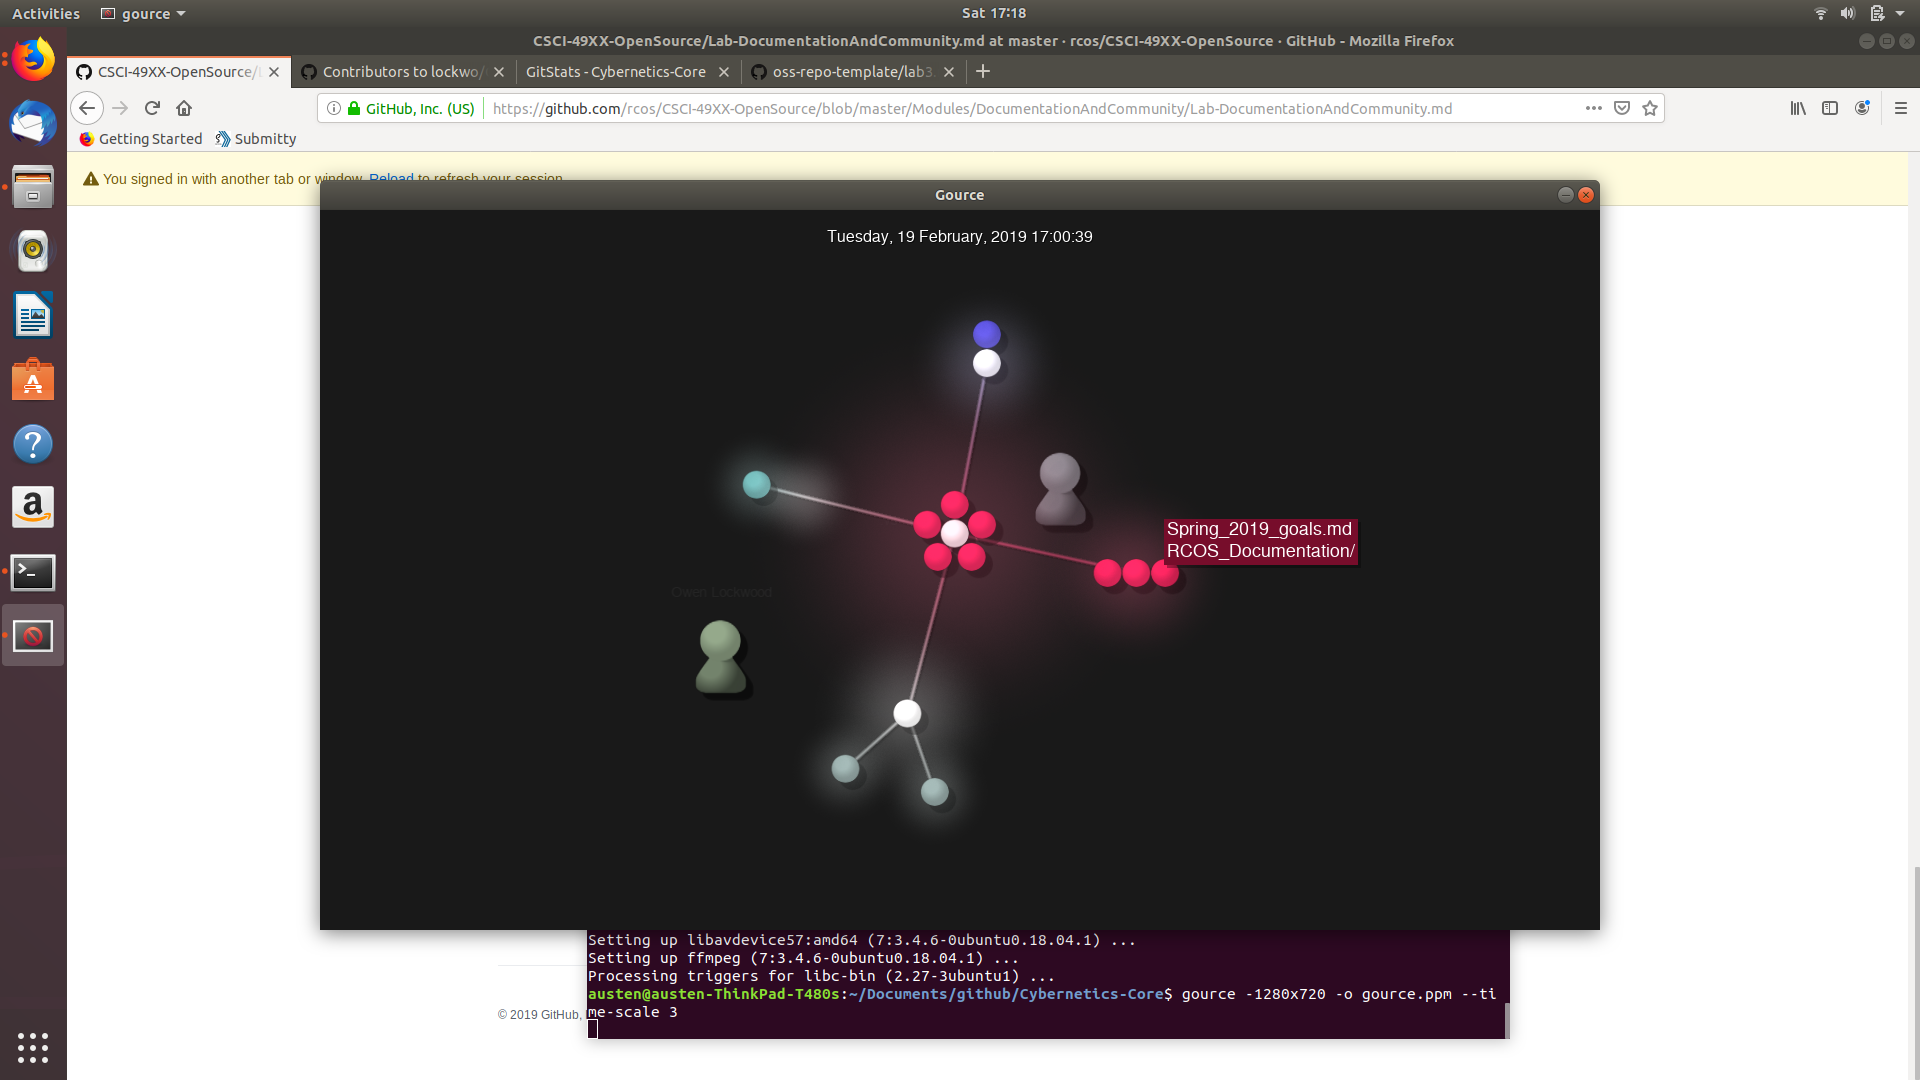 Activities
gource
Sat 17:18
CSCI-49XX-OpenSource/Lab-DocumentationAndCommunity.md at master · rcos/CSCI-49XX-OpenSource · GitHub - Mozilla Firefox
CSCI-49XX-OpenSource/L
Contributors to lockwo/
GitStats - Cybernetics-Core
oss-repo-template/lab3
GitHub, Inc. (US)
https://github.com/rcos/CSCI-49XX-OpenSource/blob/master/Modules/DocumentationAndCommunity/Lab-DocumentationAndCommunity.md
Getting Started
Submitty
You signed in with another tab or window. Reload to refresh your session.
Gource
Tuesday, 19 February, 2019 17:00:39
Spring_2019_goals.md
RCOS_Documentation/
Owen Lockwood
Setting up libavdevice57:amd64 (7:3.4.6-0ubuntu0.18.04.1) ...
Setting up ffmpeg (7:3.4.6-0ubuntu0.18.04.1) ...
Processing triggers for libc-bin (2.27-3ubuntu1) ...
austen@austen-ThinkPad-T480s:~/Documents/github/Cybernetics-Core$ gource -1280x720 -o gource.ppm --ti
me-scale 3
© 2019 GitHub,